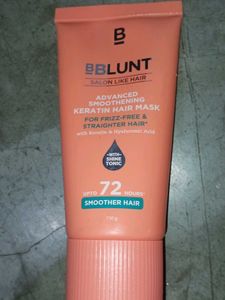 B
BBLUNT
SALON LIKE HAIR
ADVANCED
SMOOTHENING
KERATIN HAIR MASK
FOR FRIZZ-FREE &
STRAIGHTER HAIR*
with Keratin & Hyaluronic Acid
-WITH-
SHINE
TONIC
UPTO 72 HOURS*
SMOOTHER HAIR